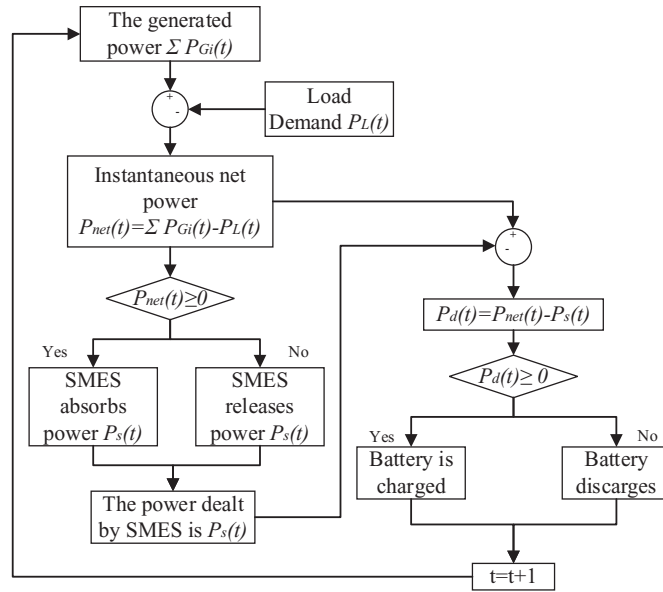 The generated
power Σ PGi(t)
+
-
Load
Demand PL(t)
Instantaneous net
power
Pnet(t)=Σ PGi(t)-PL(t)
+
-
Pnet(t)≥0
Pd(t)=Pnet(t)-Ps(t)
Yes
No
Pd(t)≥ 0
SMES
absorbs
power Ps(t)
SMES
releases
power Ps(t)
Yes
No
Battery is
charged
Battery
discarges
The power dealt
by SMES is Ps(t)
t=t+1